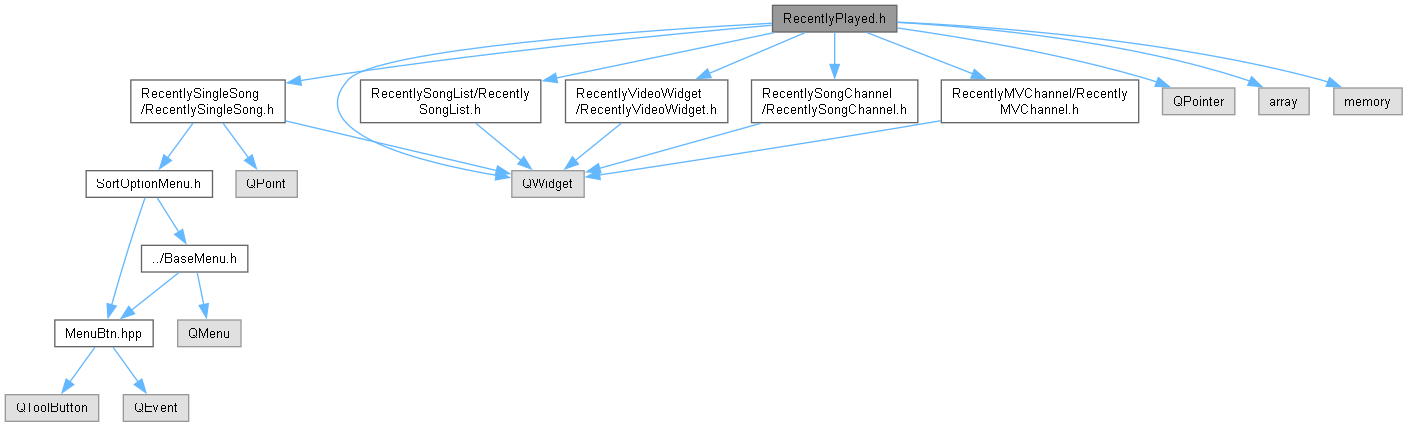 RecentlyPlayed.h
RecentlySingleSong
/RecentlySingleSong.h
RecentlySongList/Recently
SongList.h
RecentlyVideoWidget
/RecentlyVideoWidget.h
RecentlySongChannel
/RecentlySongChannel.h
RecentlyMVChannel/Recently
MVChannel.h
QPointer
array
memory
SortOptionMenu.h
QPoint
QWidget
../BaseMenu.h
MenuBtn.hpp
QMenu
QToolButton
QEvent